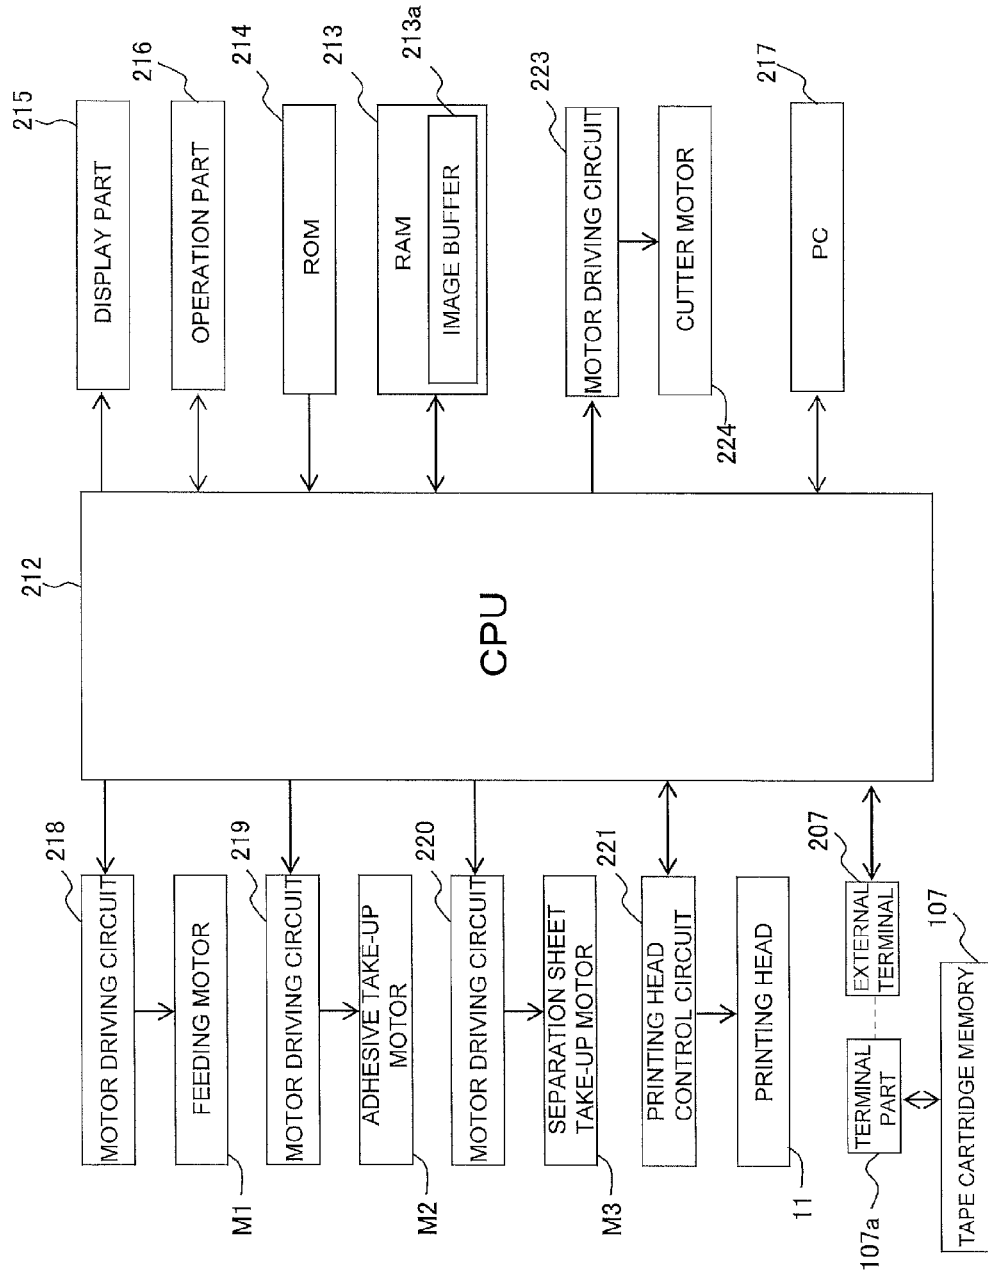 215
DISPLAY PART
216
OPERATION PART
214
ROM
213
RAM
213a
IMAGE BUFFER
223
MOTOR DRIVING CIRCUIT
CUTTER MOTOR
224
217
PC
212
CPU
218
MOTOR DRIVING CIRCUIT
FEEDING MOTOR
M1
219
MOTOR DRIVING CIRCUIT
ADHESIVE TAKE-UP
MOTOR
M2
220
MOTOR DRIVING CIRCUIT
SEPARATION SHEET
TAKE-UP MOTOR
M3
221
PRINTING HEAD
CONTROL CIRCUIT
PRINTING HEAD
11
207
EXTERNAL
TERMINAL
TERMINAL
PART
107a
107
TAPE CARTRIDGE MEMORY